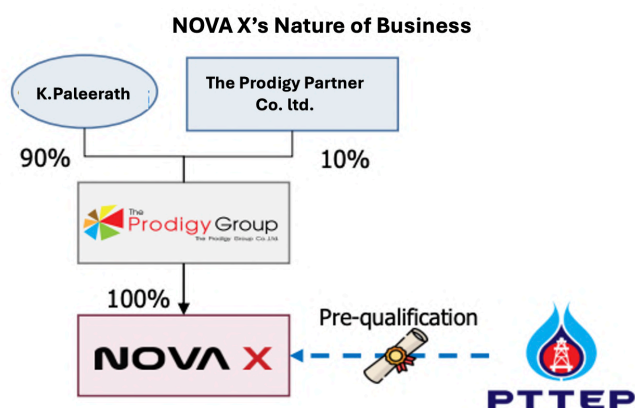 NOVA X's Nature of Business
K.Paleerath
The Prodigy Partner
Co. ltd.
90%
10%
The
Prodigy Group
The Prodigy Group Co.,Ltd.
100%
Pre-qualification
NOVA X
PTTEP